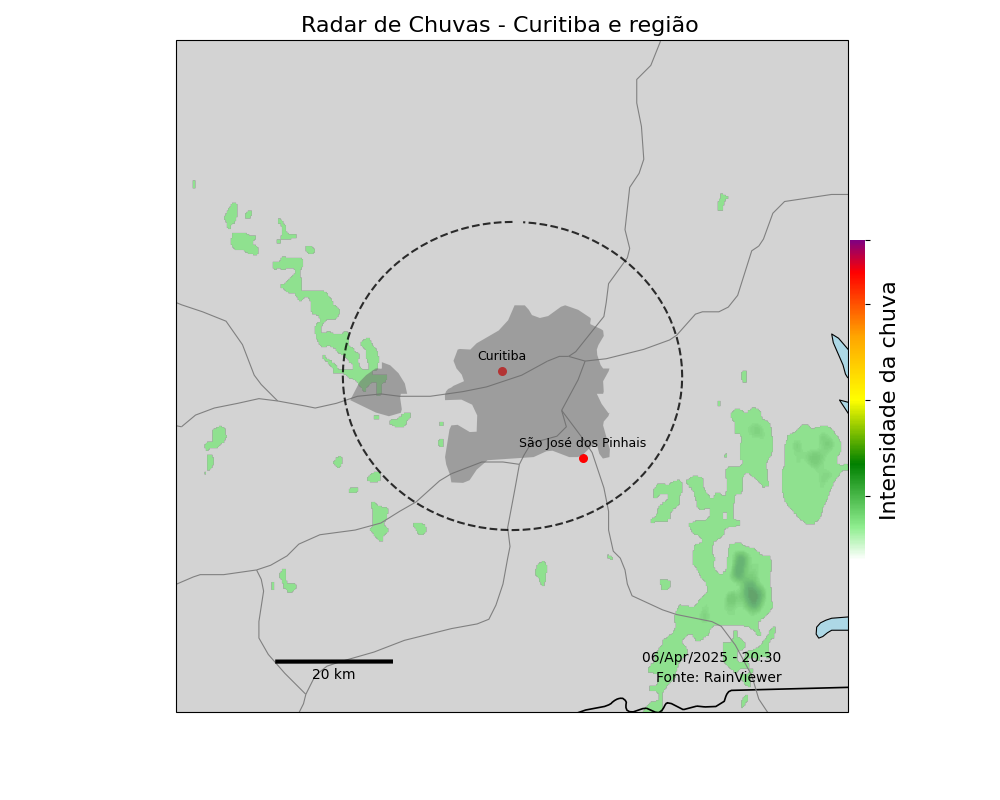 Radar de Chuvas - Curitiba e região
Curitiba
São José dos Pinhais
Intensidade da chuva
06/Apr/2025 - 20:30
Fonte: RainViewer
20 km